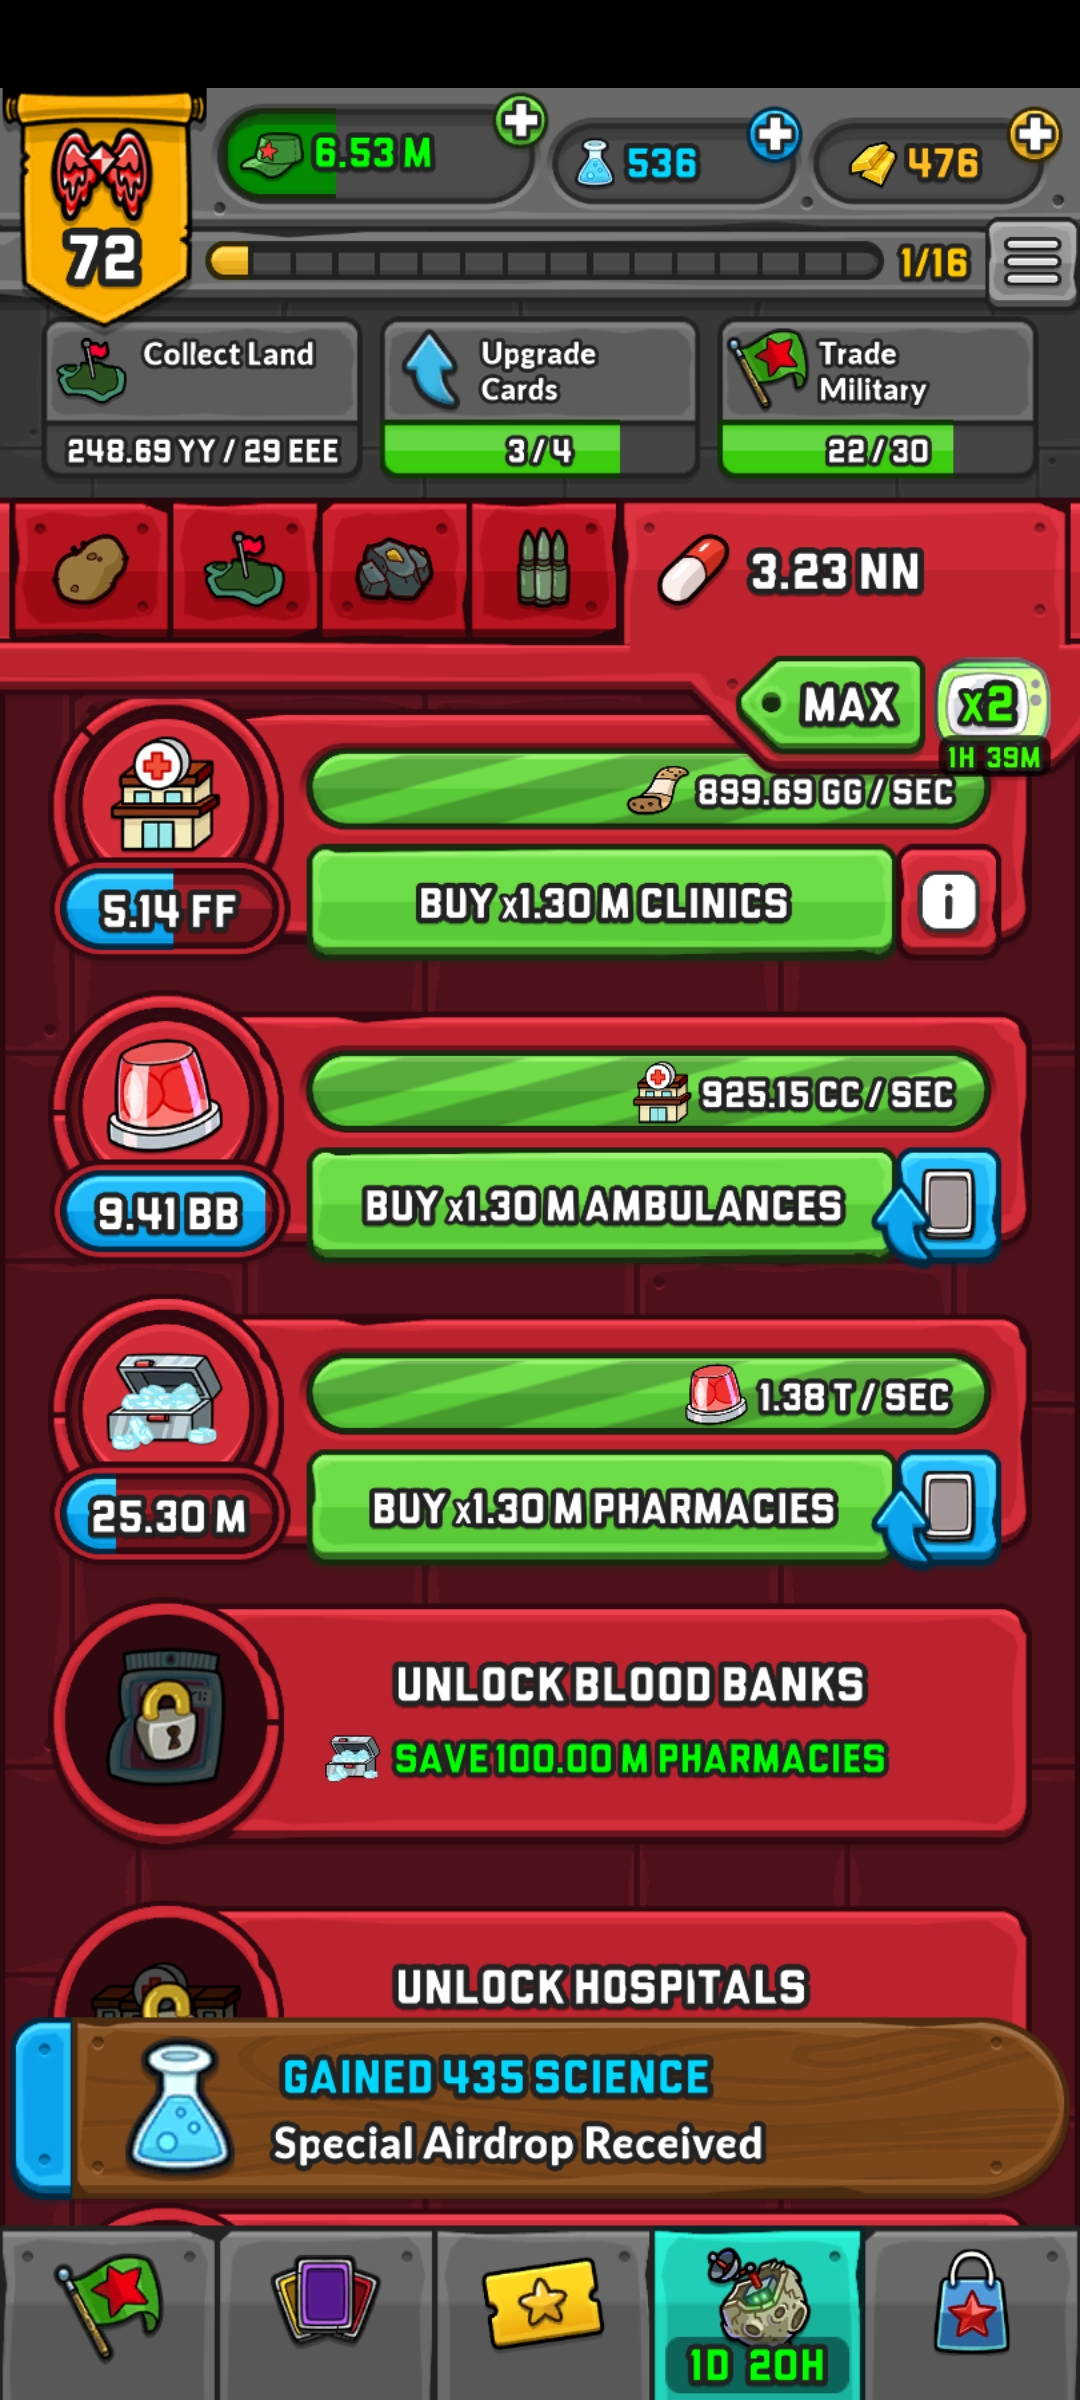 6.53 M
536
476
72
1/16
Collect Land
248.69 YY / 29 EEE
Upgrade
Cards
3/4
Trade
Military
22/30
3.23 NN
MAX
x2
1H 39M
899.69 GG / SEC
5.14 FF
BUY x1.30 M CLINICS
i
925.15 CC / SEC
9.41 BB
BUY x1.30 M AMBULANCES
1.38 T / SEC
25.30 M
BUY x1.30 M PHARMACIES
UNLOCK BLOOD BANKS
SAVE 100.00 M PHARMACIES
UNLOCK HOSPITALS
GAINED 435 SCIENCE
Special Airdrop Received
1D 20H